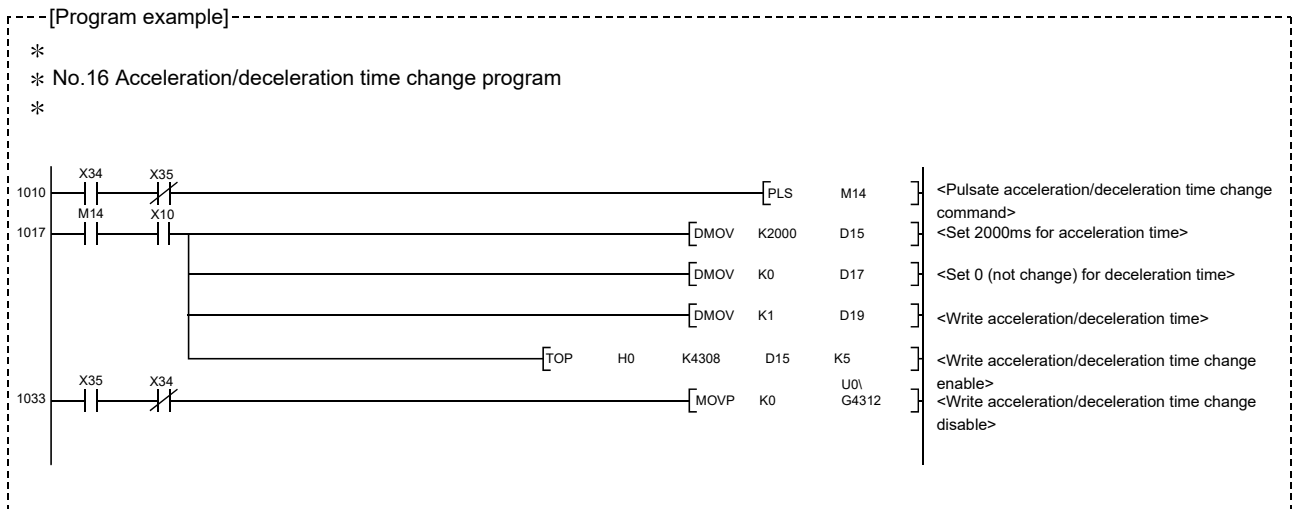 [Program example]
*
* No.16 Acceleration/deceleration time change program
*
X34 X35
1010 PLS M14 <Pulsate acceleration/deceleration time change
command>
M14 X10
1017 DMOV K2000 D15 <Set 2000ms for acceleration time>
DMOV K0 D17 <Set 0 (not change) for deceleration time>
DMOV K1 D19 <Write acceleration/deceleration time>
TOP H0 K4308 D15 K5 <Write acceleration/deceleration time change
enable>
X35 X34 U0\
1033 MOVP K0 G4312 <Write acceleration/deceleration time change
disable>